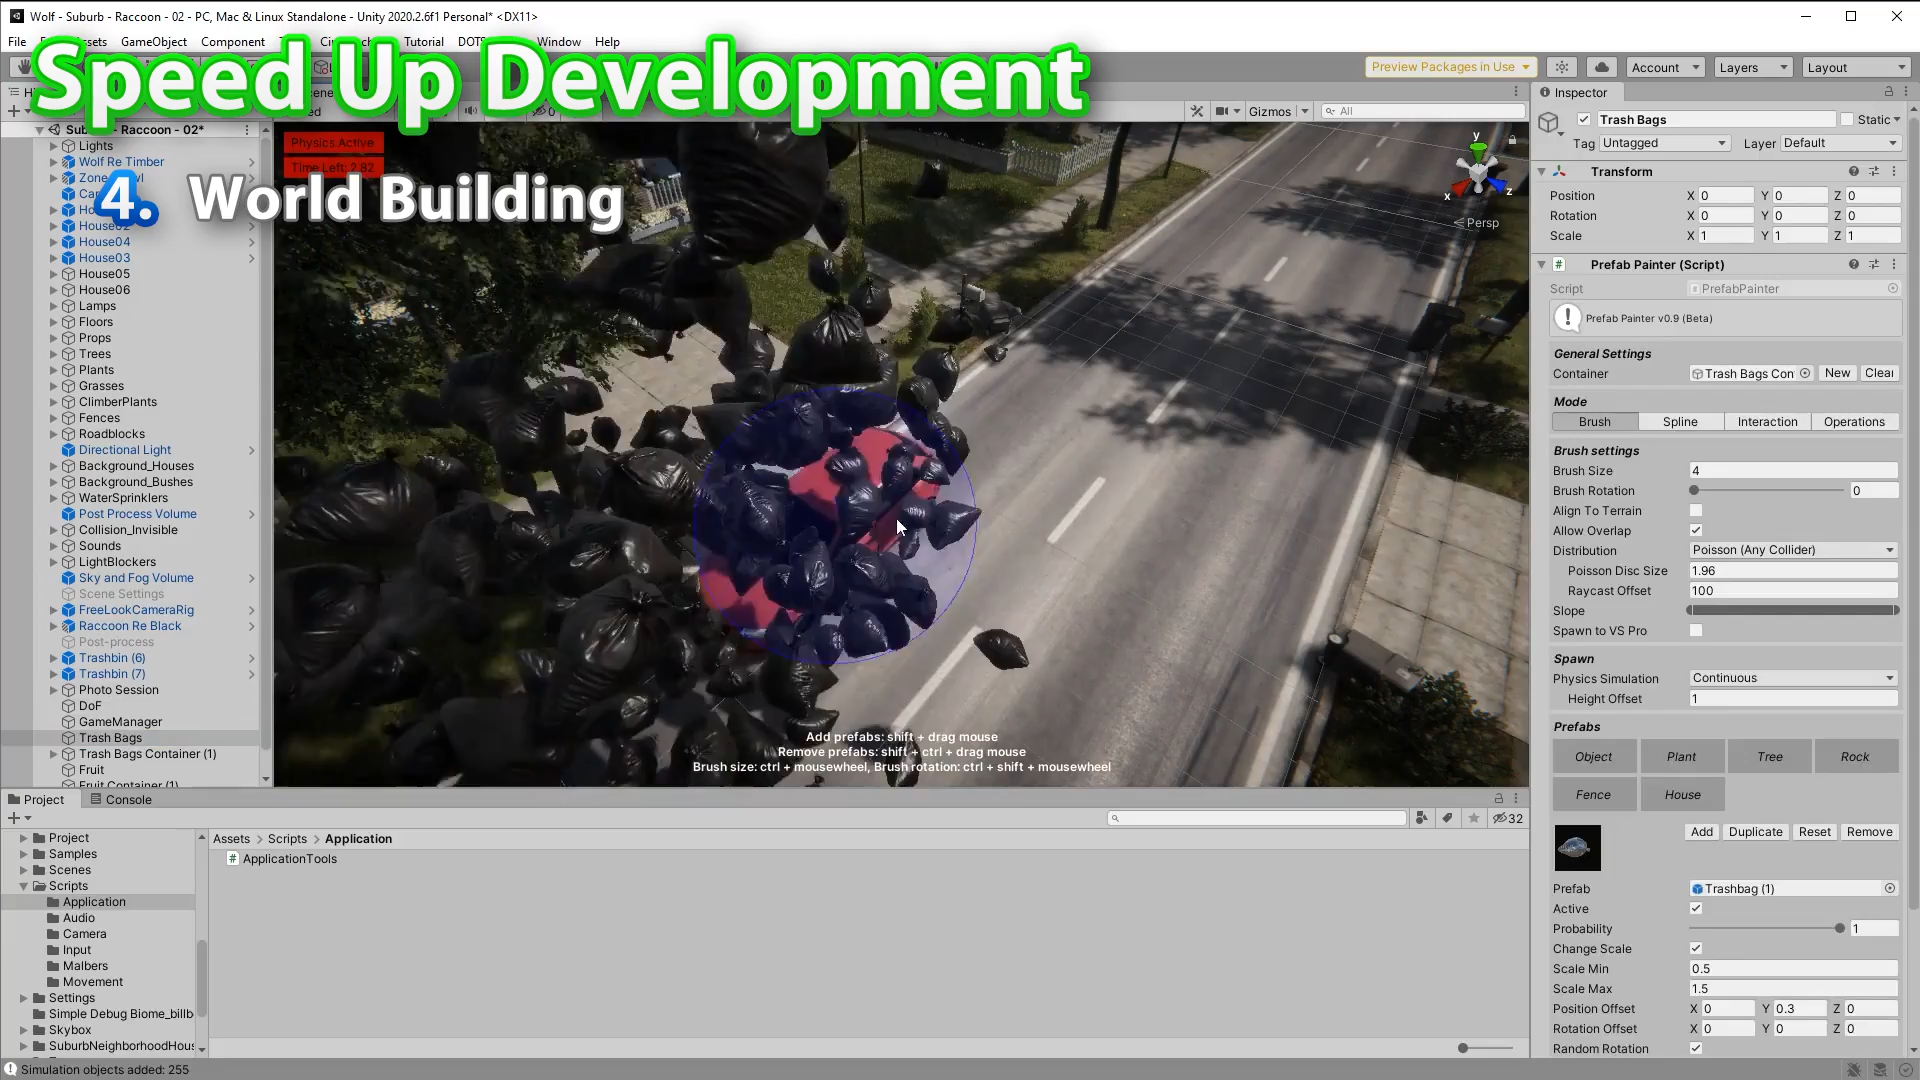 Wolf - Suburb - Raccoon - 02 - PC, Mac & Linux Standalone - Unity 2020.2.6f1 Personal* <DX11>
File Assets GameObject Component Tutorial Window Help
Speed Up Development
4. World Building
Preview Packages in Use Account Layers Layout
Gizmos All
Suburb - Raccoon - 02*
Lights
Wolf Re Timber
House04
House03
House05
House06
Lamps
Floors
Props
Trees
Plants
Grasses
ClimberPlants
Fences
Roadblocks
Directional Light
Background_Houses
Background_Bushes
WaterSprinklers
Post Process Volume
Collision_Invisible
Sounds
LightBlockers
Sky and Fog Volume
Scene Settings
FreeLookCameraRig
Raccoon Re Black
Post-process
Trashbin (6)
Trashbin (7)
Photo Session
DoF
GameManager
Trash Bags
Trash Bags Container (1)
Fruit
Fruit Container (1)
Physics Active
Time Left: 2.82
y
x
z
< Persp
Add prefabs: shift + drag mouse
Remove prefabs: shift + ctrl + drag mouse
Brush size: ctrl + mousewheel, Brush rotation: ctrl + shift + mousewheel
Project Console
32
Project
Samples
Scenes
Scripts
Application
Audio
Camera
Input
Malbers
Movement
Settings
Simple Debug Biome_billb
Skybox
SuburbNeighborhoodHous
Assets > Scripts > Application
# ApplicationTools
Simulation objects added: 255
Inspector
Trash Bags Static
Tag Untagged Layer Default
Transform
Position X 0 Y 0 Z 0
Rotation X 0 Y 0 Z 0
Scale X 1 Y 1 Z 1
# Prefab Painter (Script)
Script PrefabPainter
Prefab Painter v0.9 (Beta)
General Settings
Container Trash Bags Con New Clear
Mode
Brush Spline Interaction Operations
Brush settings
Brush Size 4
Brush Rotation 0
Align To Terrain
Allow Overlap
Distribution Poisson (Any Collider)
Poisson Disc Size 1.96
Raycast Offset 100
Slope
Spawn to VS Pro
Spawn
Physics Simulation Continuous
Height Offset 1
Prefabs
Object Plant Tree Rock
Fence House
Add Duplicate Reset Remove
Prefab Trashbag (1)
Active
Probability 1
Change Scale
Scale Min 0.5
Scale Max 1.5
Position Offset X 0 Y 0.3 Z 0
Rotation Offset X 0 Y 0 Z 0
Random Rotation